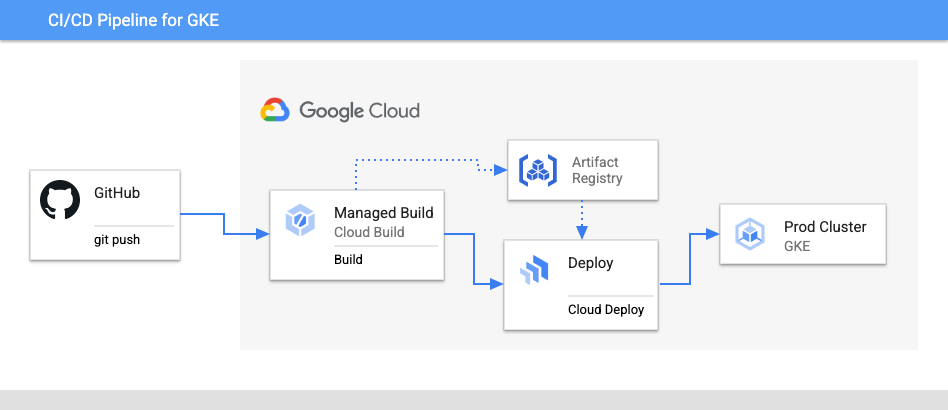 CI/CD Pipeline for GKE
Google Cloud
GitHub
git push
Managed Build
Cloud Build
Build
Artifact
Registry
Deploy
Cloud Deploy
Prod Cluster
GKE